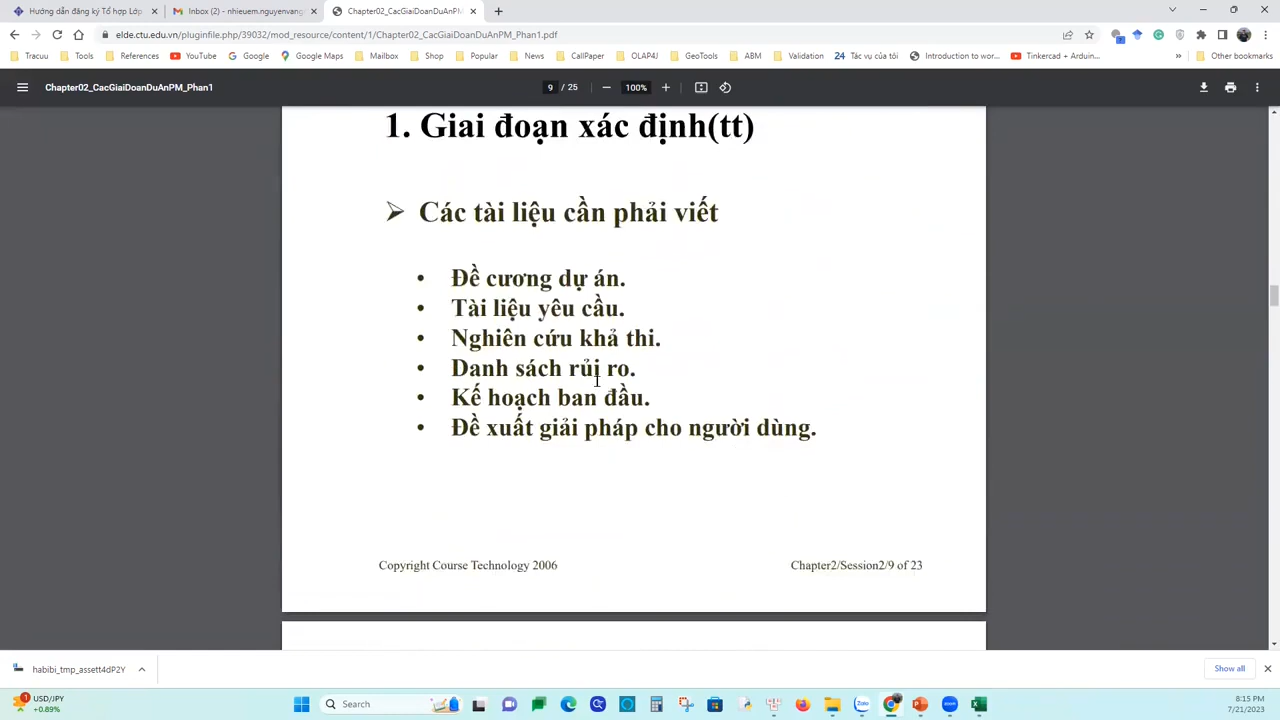 Hướng dẫn đăng ký Tổ hợp Lớp
Inbox (2) - nhieuem.nguyenvang
Chapter02_CacGiaiDoanDuAnPM_P
elde.ctu.edu.vn/pluginfile.php/39032/mod_resource/content/1/Chapter02_CacGiaiDoanDuAnPM_Phan1.pdf
Tracuu Tools References YouTube Google Google Maps Mailbox Shop Popular News CallPaper OLAP4J GeoTools ABM Validation 24 Tác vụ của tôi Introduction to wor... Tinkercad + Arduin... » Other bookmarks
Chapter02_CacGiaiDoanDuAnPM_Phan1 9 / 25 100%
1. Giai đoạn xác định(tt)
Các tài liệu cần phải viết
• Đề cương dự án.
• Tài liệu yêu cầu.
• Nghiên cứu khả thi.
• Danh sách rủi ro.
• Kế hoạch ban đầu.
• Đề xuất giải pháp cho người dùng.
Copyright Course Technology 2006 Chapter2/Session2/9 of 23
habibi_tmp_assett4dP2Y Show all
USD/JPY
+0.89%
Search
8:15 PM
7/21/2023